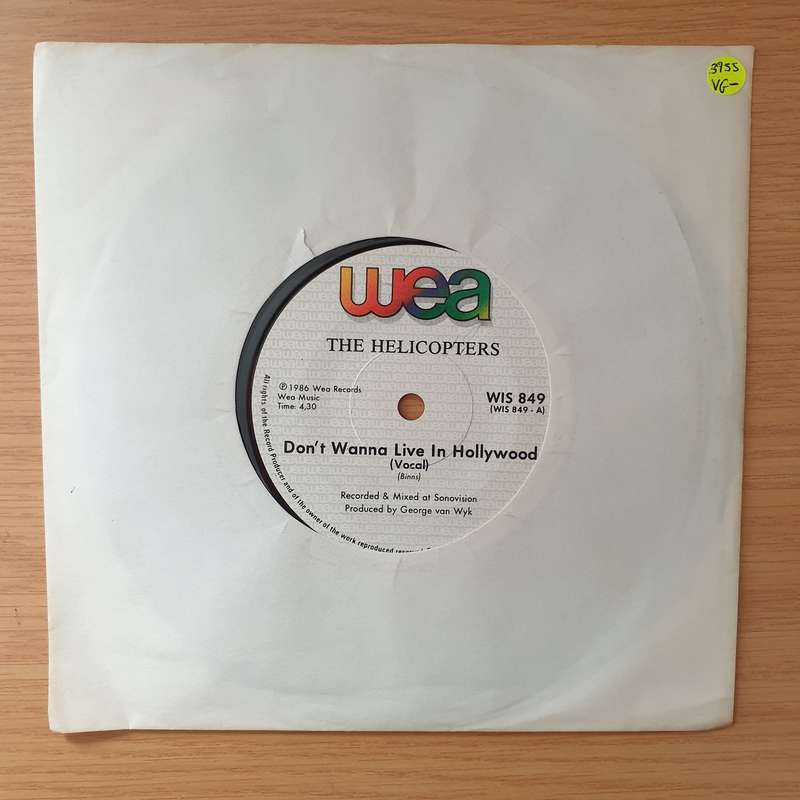 3955
VG-
wea
THE HELICOPTERS
℗ 1986 Wea Records
Wea Music
Time: 4,30
WIS 849
(WIS 849 - A)
Don't Wanna Live In Hollywood
(Vocal)
(Binns)
Recorded & Mixed at Sonovision
Produced by George van Wyk
All rights of the Record Producer and of the owner of the work reproduced